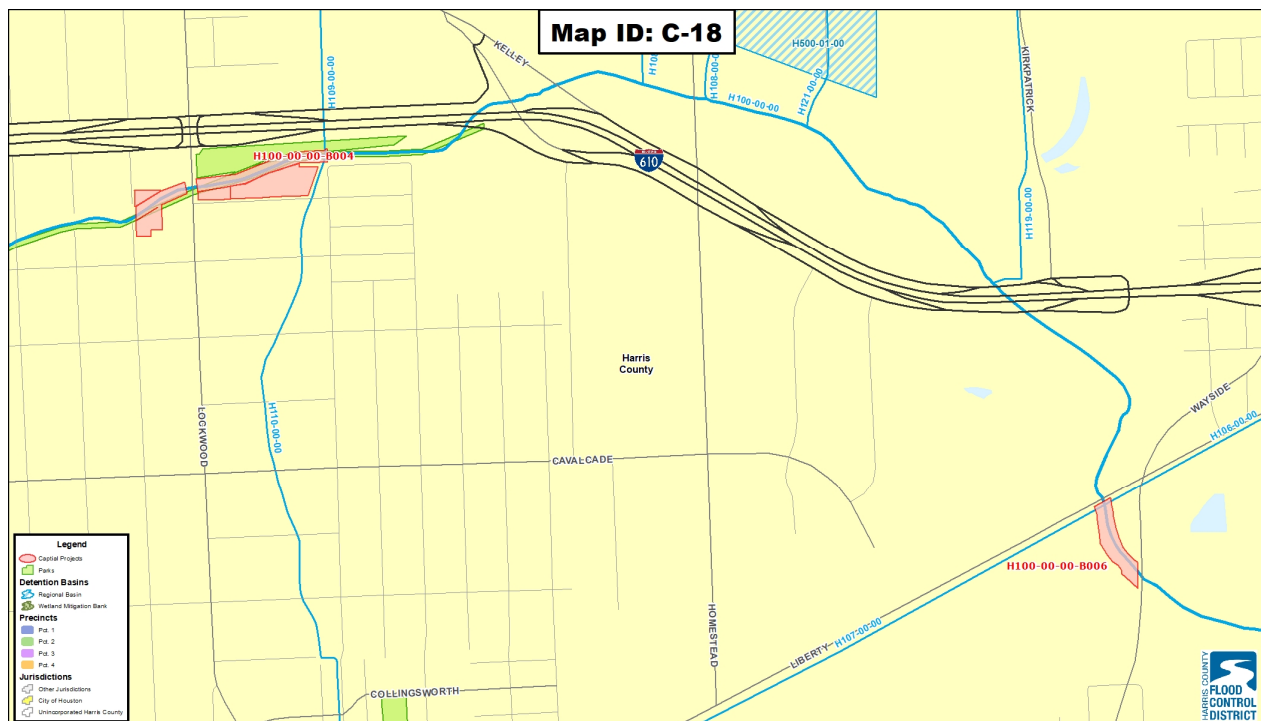 Map ID: C-18
KELLEY
H109-00-00
H108-00-0
H500-01-00
H121-00-00
H100-00-00
KIRKPATRICK
H119-00-00
H100-00-00-B004
610
Harris
County
LOCKWOOD
H110-00-00
CAVALCADE
WAYSIDE
H106-00-00
H100-00-00-B006
HOMESTEAD
LIBERTY
H107-00-00
COLLINGSWORTH
Legend
Captial Projects
Parks
Detention Basins
Regional Basin
Wetland Mitigation Bank
Precincts
Pct. 1
Pct. 2
Pct. 3
Pct. 4
Jurisdictions
Other Jurisdictions
City of Houston
Unincorporated Harris County
HARRIS COUNTY
FLOOD
CONTROL
DISTRICT